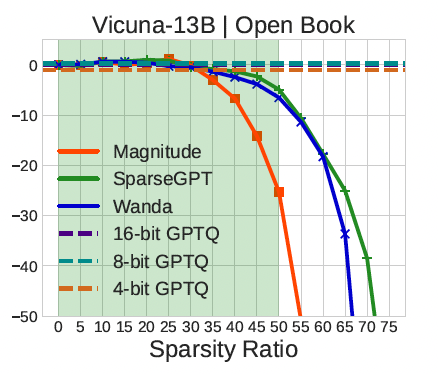 Vicuna-13B | Open Book
0
−10
−20
−30
−40
−50
Magnitude
SparseGPT
Wanda
16-bit GPTQ
8-bit GPTQ
4-bit GPTQ
0 5 10 15 20 25 30 35 40 45 50 55 60 65 70 75
Sparsity Ratio